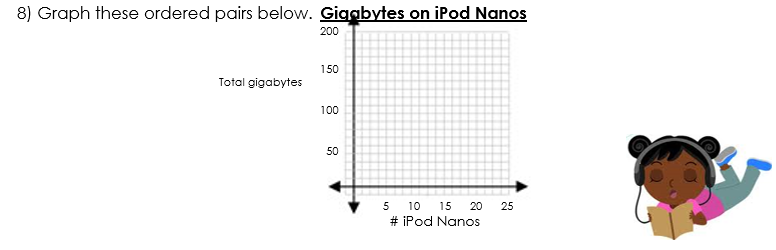 8) Graph these ordered pairs below. Gigabytes on iPod Nanos
200
150
Total gigabytes
100
50
5 10 15 20 25
# iPod Nanos